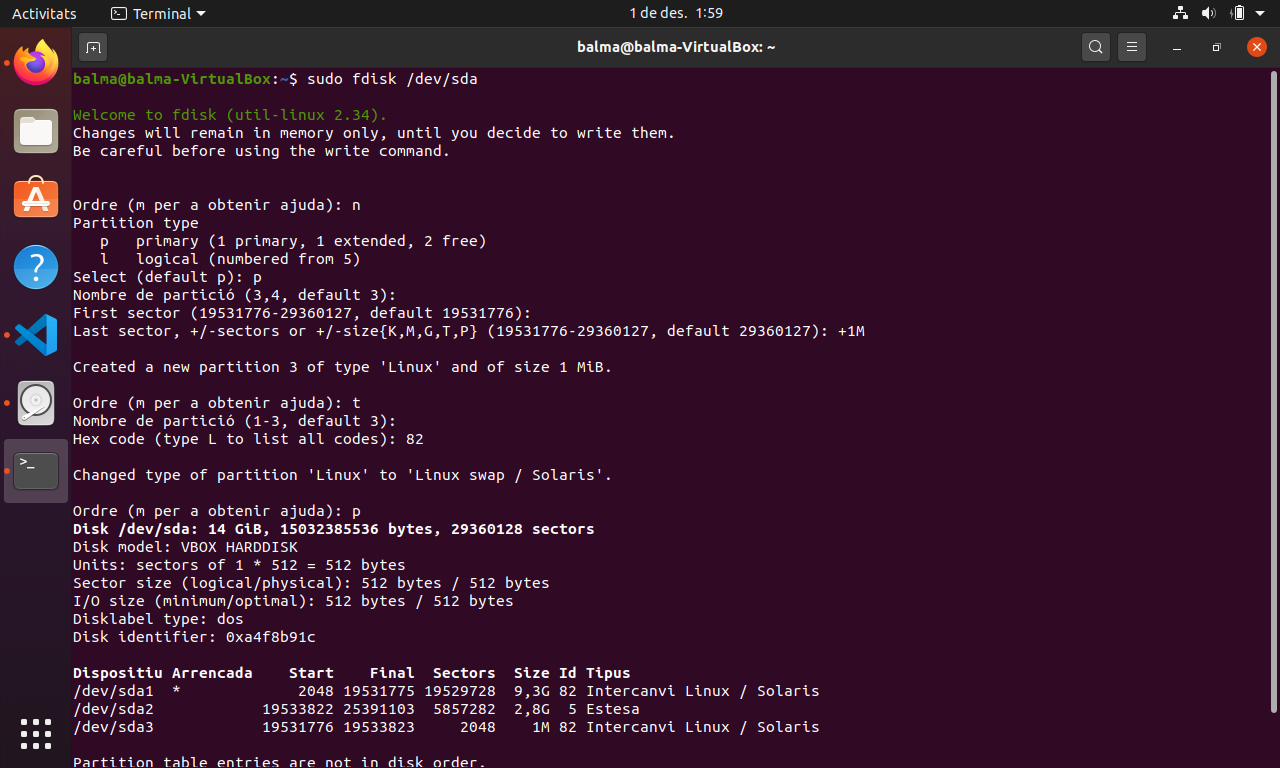 Activitats
Terminal
1 de des. 1:59
balma@balma-VirtualBox: ~
balma@balma-VirtualBox:~$ sudo fdisk /dev/sda
Welcome to fdisk (util-linux 2.34).
Changes will remain in memory only, until you decide to write them.
Be careful before using the write command.
Ordre (m per a obtenir ajuda): n
Partition type
p   primary (1 primary, 1 extended, 2 free)
l   logical (numbered from 5)
Select (default p): p
Nombre de partició (3,4, default 3):
First sector (19531776-29360127, default 19531776):
Last sector, +/-sectors or +/-size{K,M,G,T,P} (19531776-29360127, default 29360127): +1M
Created a new partition 3 of type 'Linux' and of size 1 MiB.
Ordre (m per a obtenir ajuda): t
Nombre de partició (1-3, default 3):
Hex code (type L to list all codes): 82
Changed type of partition 'Linux' to 'Linux swap / Solaris'.
Ordre (m per a obtenir ajuda): p
Disk /dev/sda: 14 GiB, 15032385536 bytes, 29360128 sectors
Disk model: VBOX HARDDISK
Units: sectors of 1 * 512 = 512 bytes
Sector size (logical/physical): 512 bytes / 512 bytes
I/O size (minimum/optimal): 512 bytes / 512 bytes
Disklabel type: dos
Disk identifier: 0xa4f8b91c
Dispositiu Arrencada    Start    Final  Sectors  Size Id Tipus
/dev/sda1  *             2048 19531775 19529728  9,3G 82 Intercanvi Linux / Solaris
/dev/sda2            19533822 25391103  5857282  2,8G  5 Estesa
/dev/sda3            19531776 19533823     2048    1M 82 Intercanvi Linux / Solaris
Partition table entries are not in disk order.